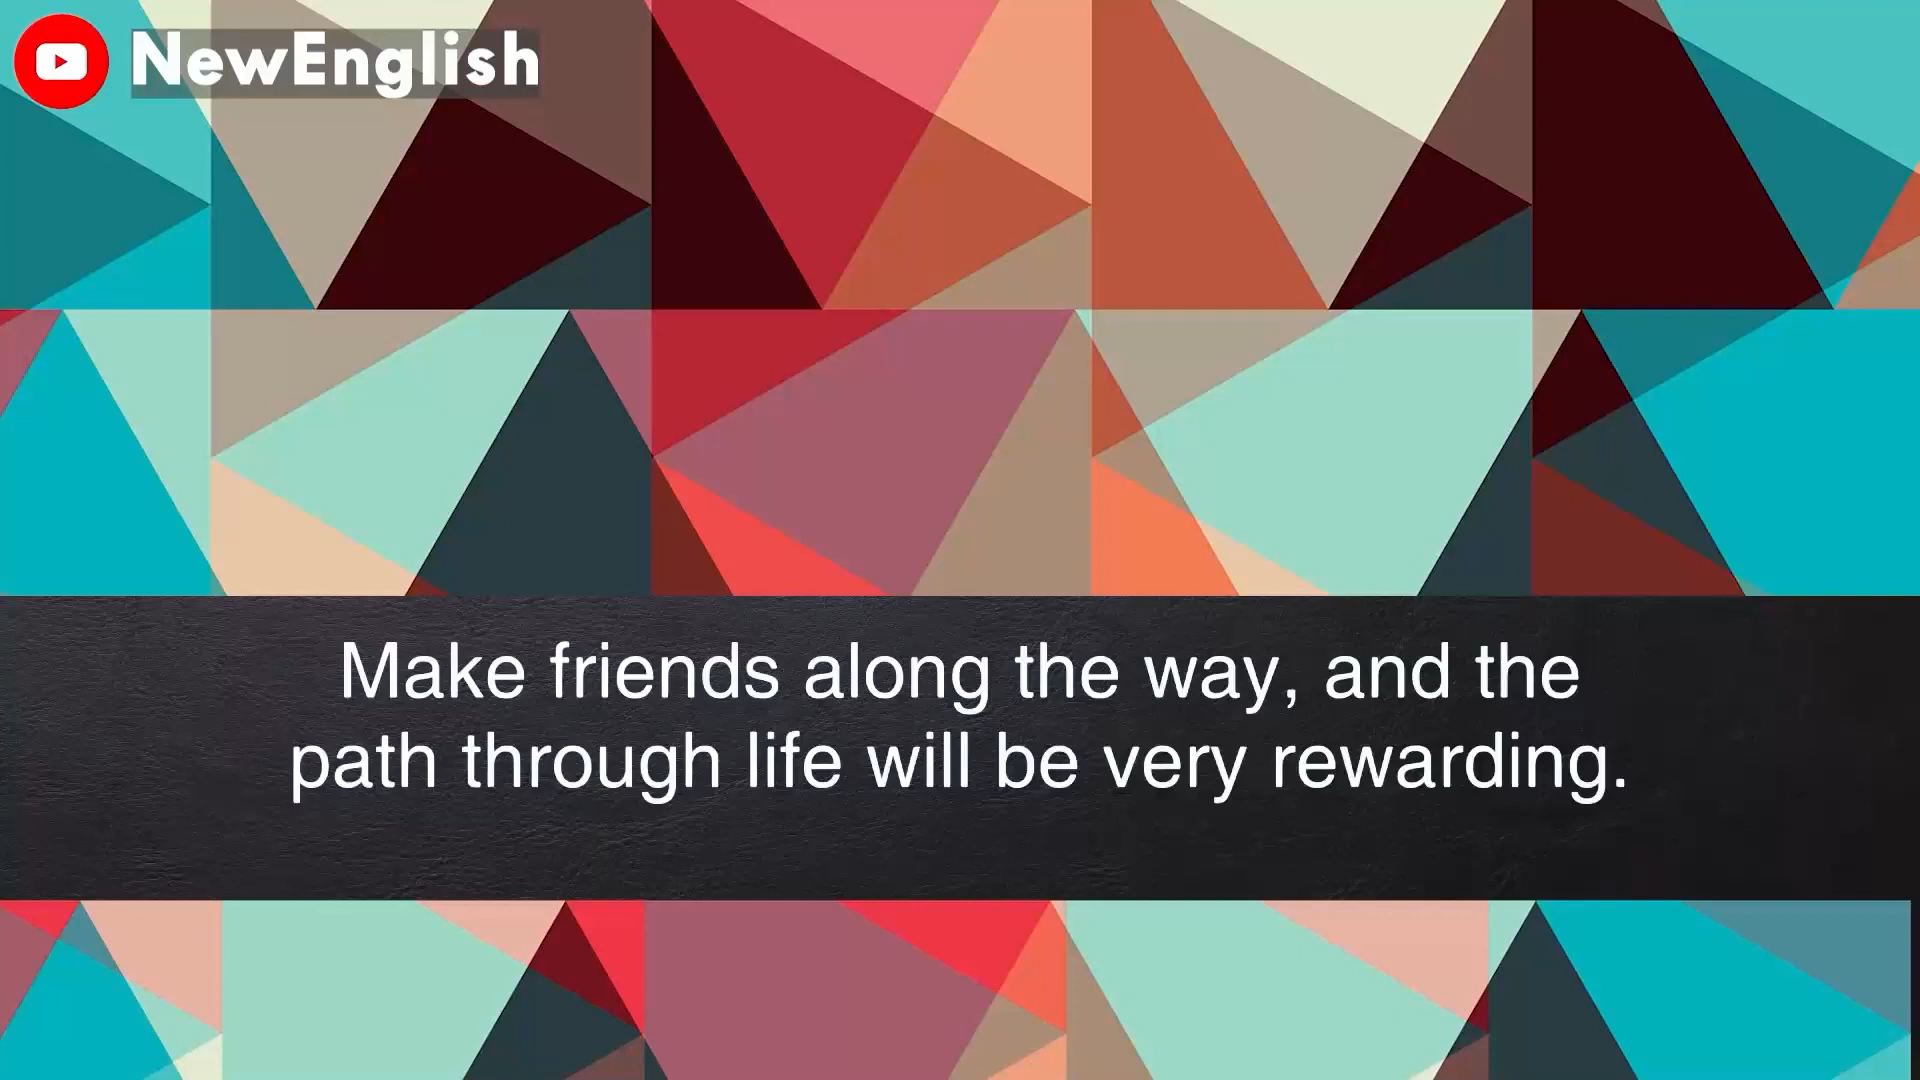 NewEnglish
Make friends along the way, and the
path through life will be very rewarding.